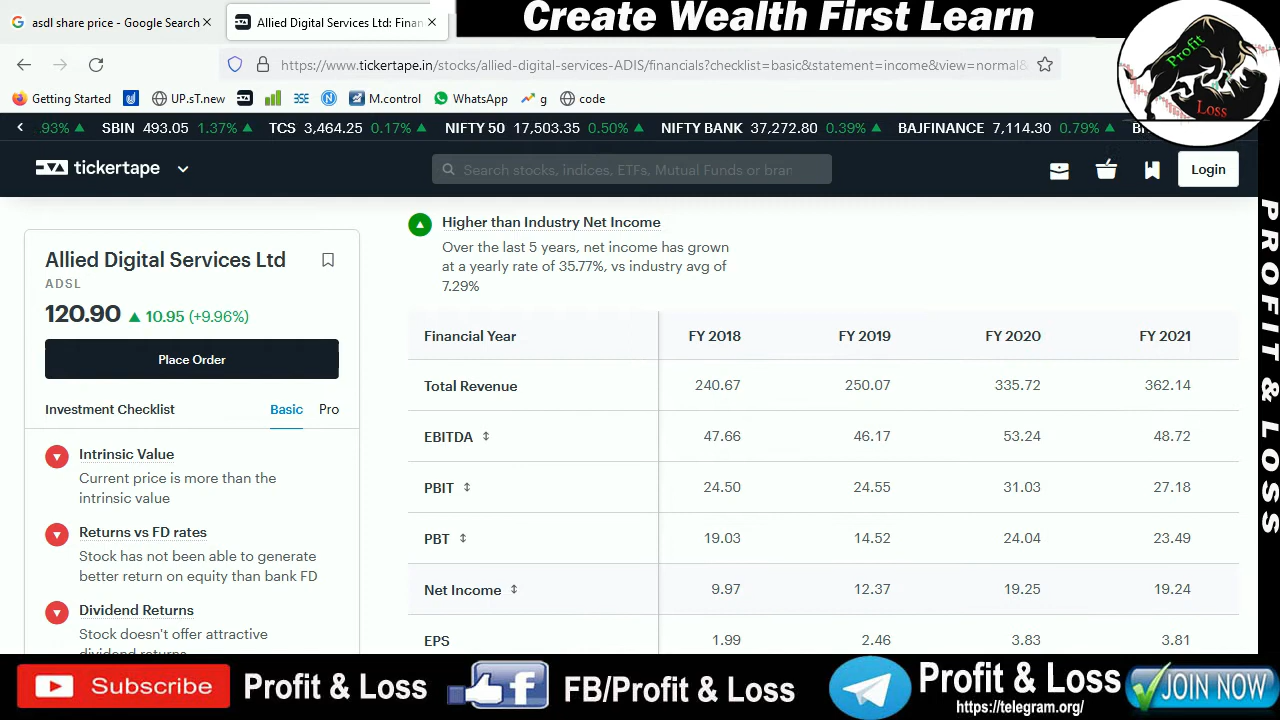 Create Wealth First Learn
asdl share price - Google Search
Allied Digital Services Ltd: Finan
https://www.tickertape.in/stocks/allied-digital-services-ADIS/financials?checklist=basic&statement=income&view=normal&
Getting Started
UP.sT.new
M.control
WhatsApp
g
code
Profit
Loss
.93% SBIN 493.05 1.37% TCS 3,464.25 0.17% NIFTY 50 17,503.35 0.50% NIFTY BANK 37,272.80 0.39% BAJFINANCE 7,114.30 0.79%
tickertape
Search stocks, indices, ETFs, Mutual Funds or bran
Login
Allied Digital Services Ltd
ADSL
120.90 10.95 (+9.96%)
Place Order
Investment Checklist Basic Pro
Intrinsic Value
Current price is more than the
intrinsic value
Returns vs FD rates
Stock has not been able to generate
better return on equity than bank FD
Dividend Returns
Stock doesn't offer attractive
dividend returns
Higher than Industry Net Income
Over the last 5 years, net income has grown
at a yearly rate of 35.77%, vs industry avg of
7.29%
Financial Year FY 2018 FY 2019 FY 2020 FY 2021
Total Revenue 240.67 250.07 335.72 362.14
EBITDA 47.66 46.17 53.24 48.72
PBIT 24.50 24.55 31.03 27.18
PBT 19.03 14.52 24.04 23.49
Net Income 9.97 12.37 19.25 19.24
EPS 1.99 2.46 3.83 3.81
PROFIT & LOSS
Subscribe
Profit & Loss
f
FB/Profit & Loss
Profit & Loss
https://telegram.org/
JOIN NOW